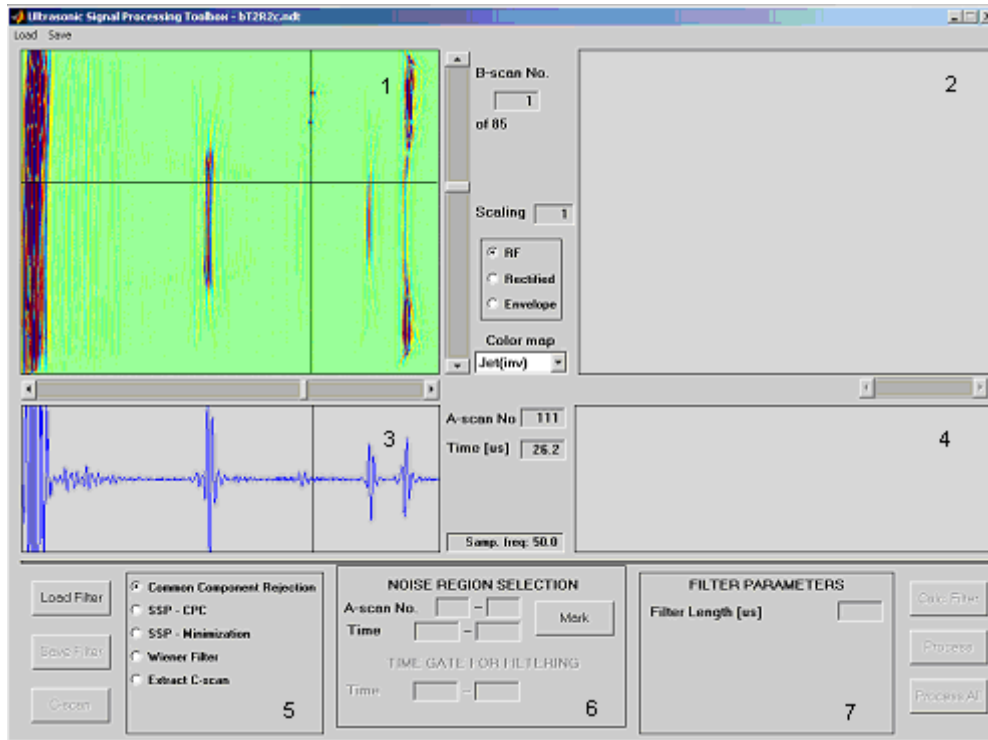 Ultrasonic Signal Processing Toolbox - bT2R2c.ndt
Load Save
1
B-scan No.
1
of 85
Scaling 1
RF
Rectified
Envelope
Color map
Jet(inv)
2
3
A-scan No 111
Time [us] 26.2
Samp. freq: 50.0
4
Load Filter
Save Filter
C-scan
Common Component Rejection
SSP - CPC
SSP - Minimization
Wiener Filter
Extract C-scan
5
NOISE REGION SELECTION
A-scan No. -
Time -
Mark
TIME GATE FOR FILTERING
Time -
6
FILTER PARAMETERS
Filter Length [us]
7
Calc. Filter
Process
Process All